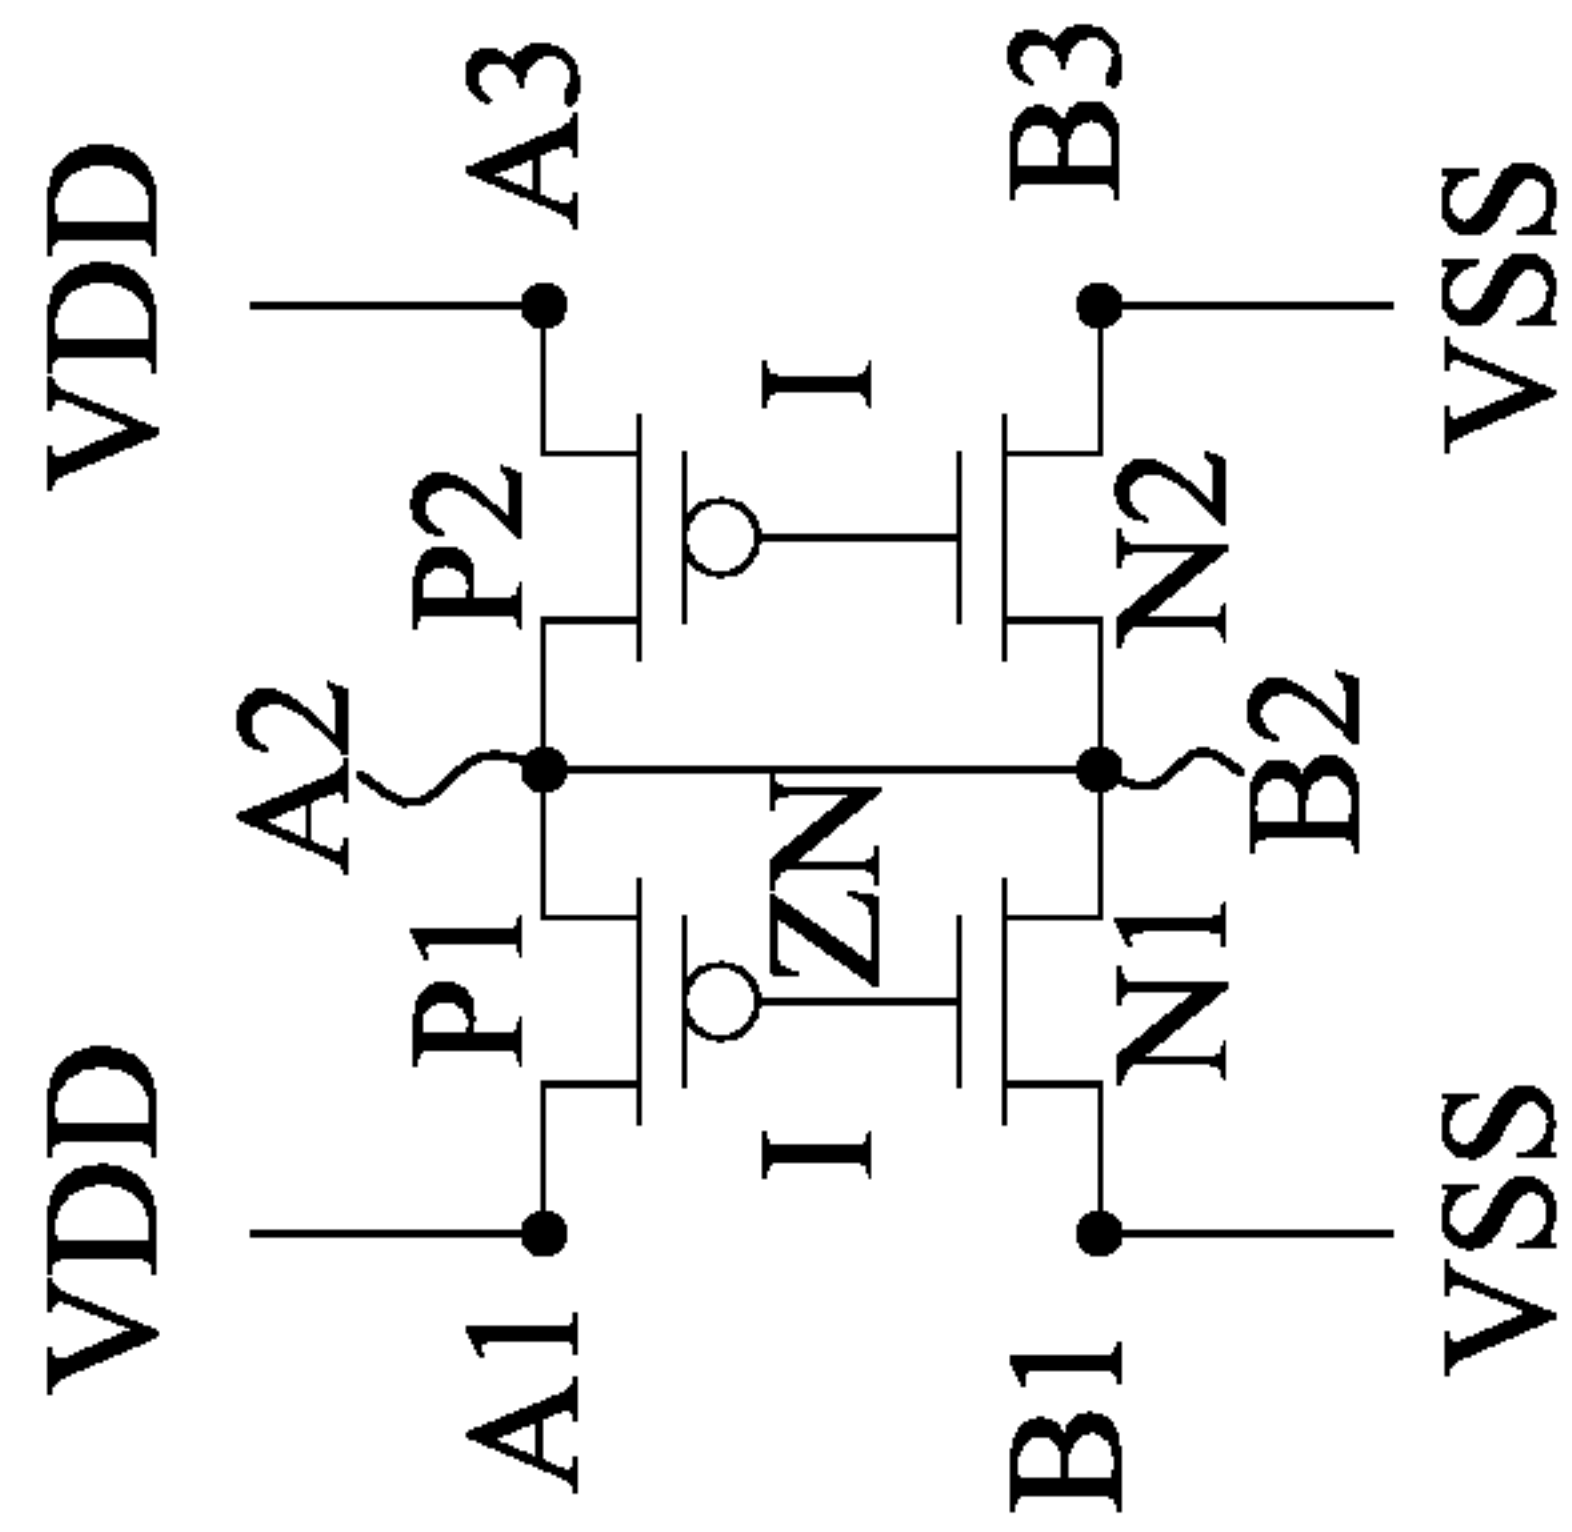 VDD VDD
A2
P1 P2
A1 A3
I ZN I
B1 B3
N1 N2
B2
VSS VSS